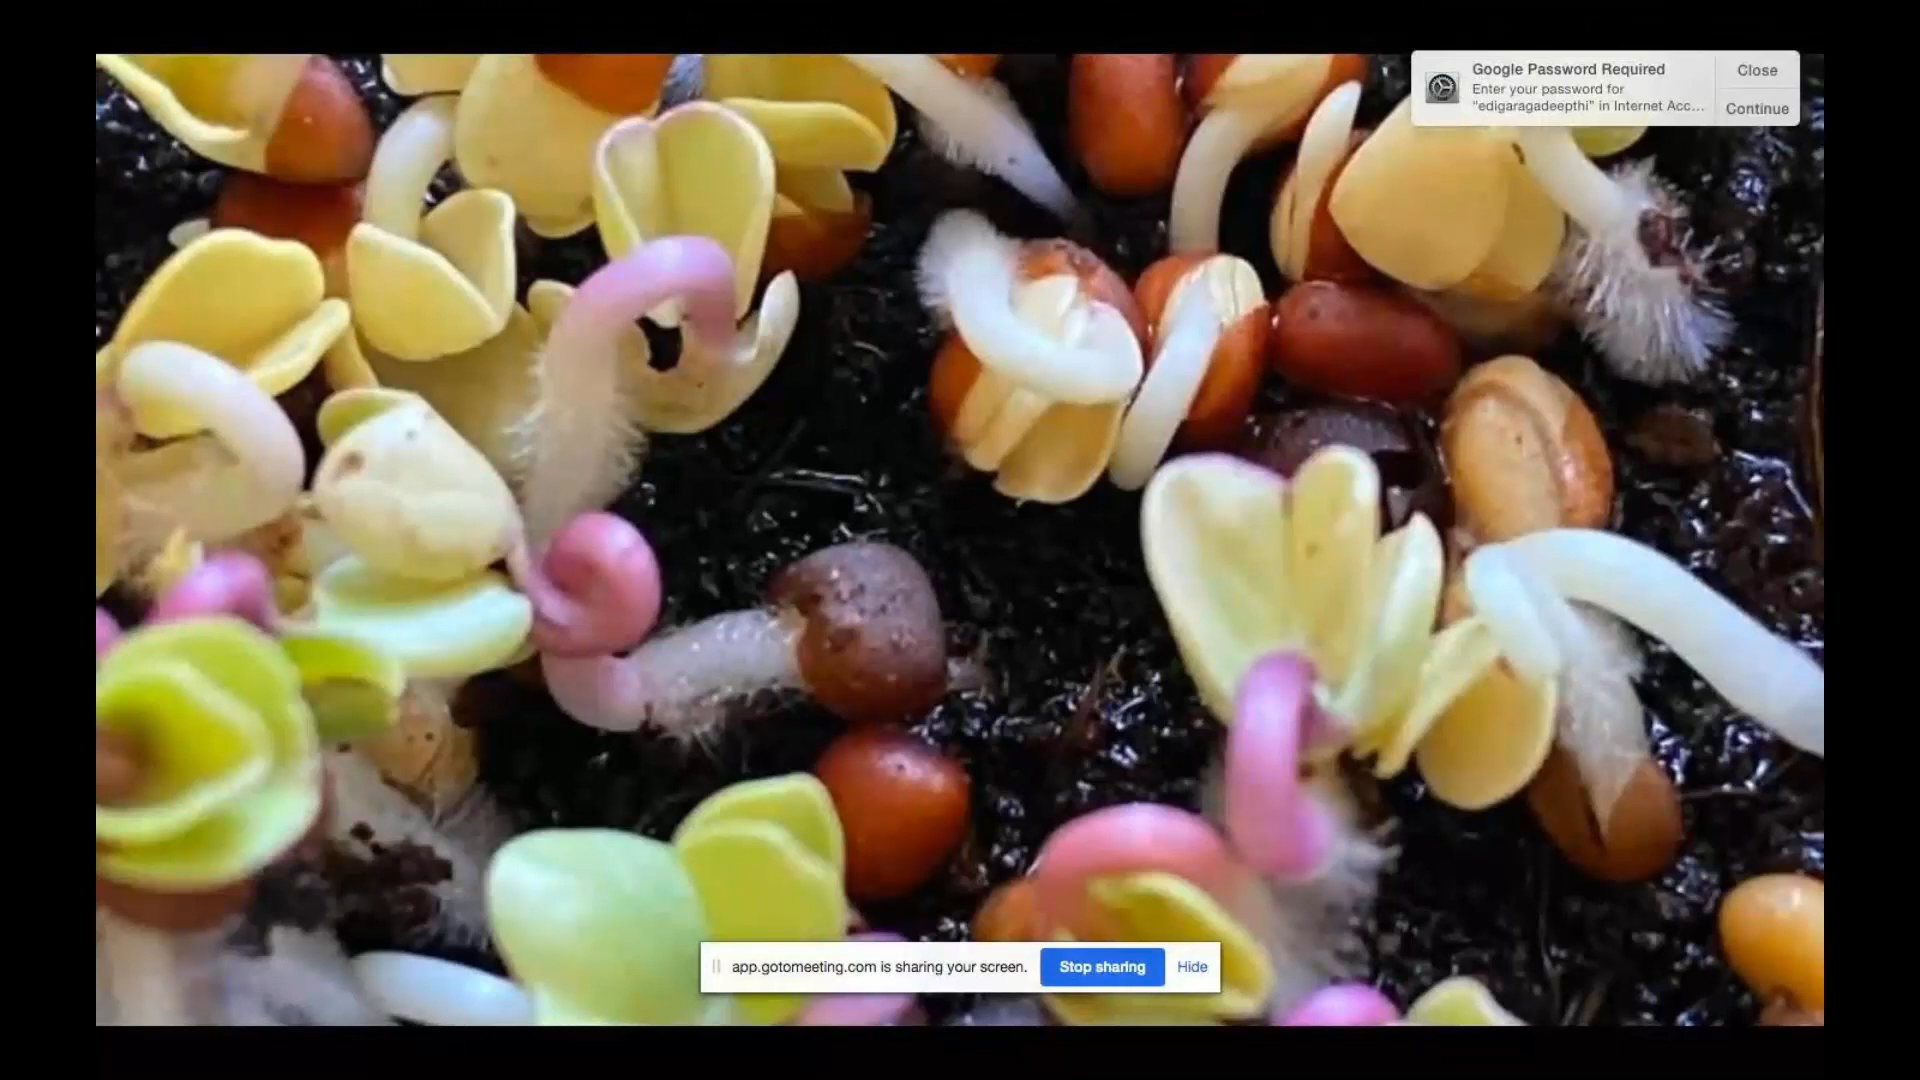 Google Password Required
Enter your password for
"edigaragadeepthi" in Internet Acc...
Close
Continue
app.gotomeeting.com is sharing your screen.
Stop sharing
Hide